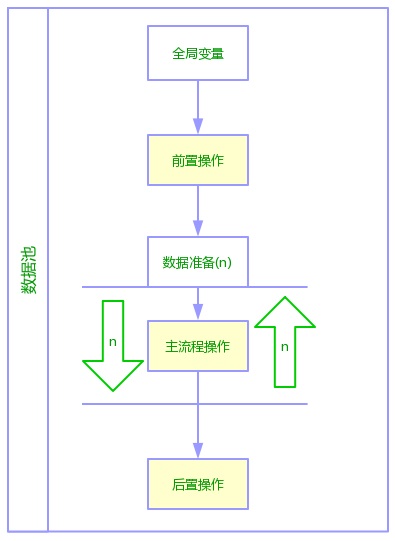 全局变量
前置操作
数据准备(n)
n
主流程操作
n
后置操作
数据池